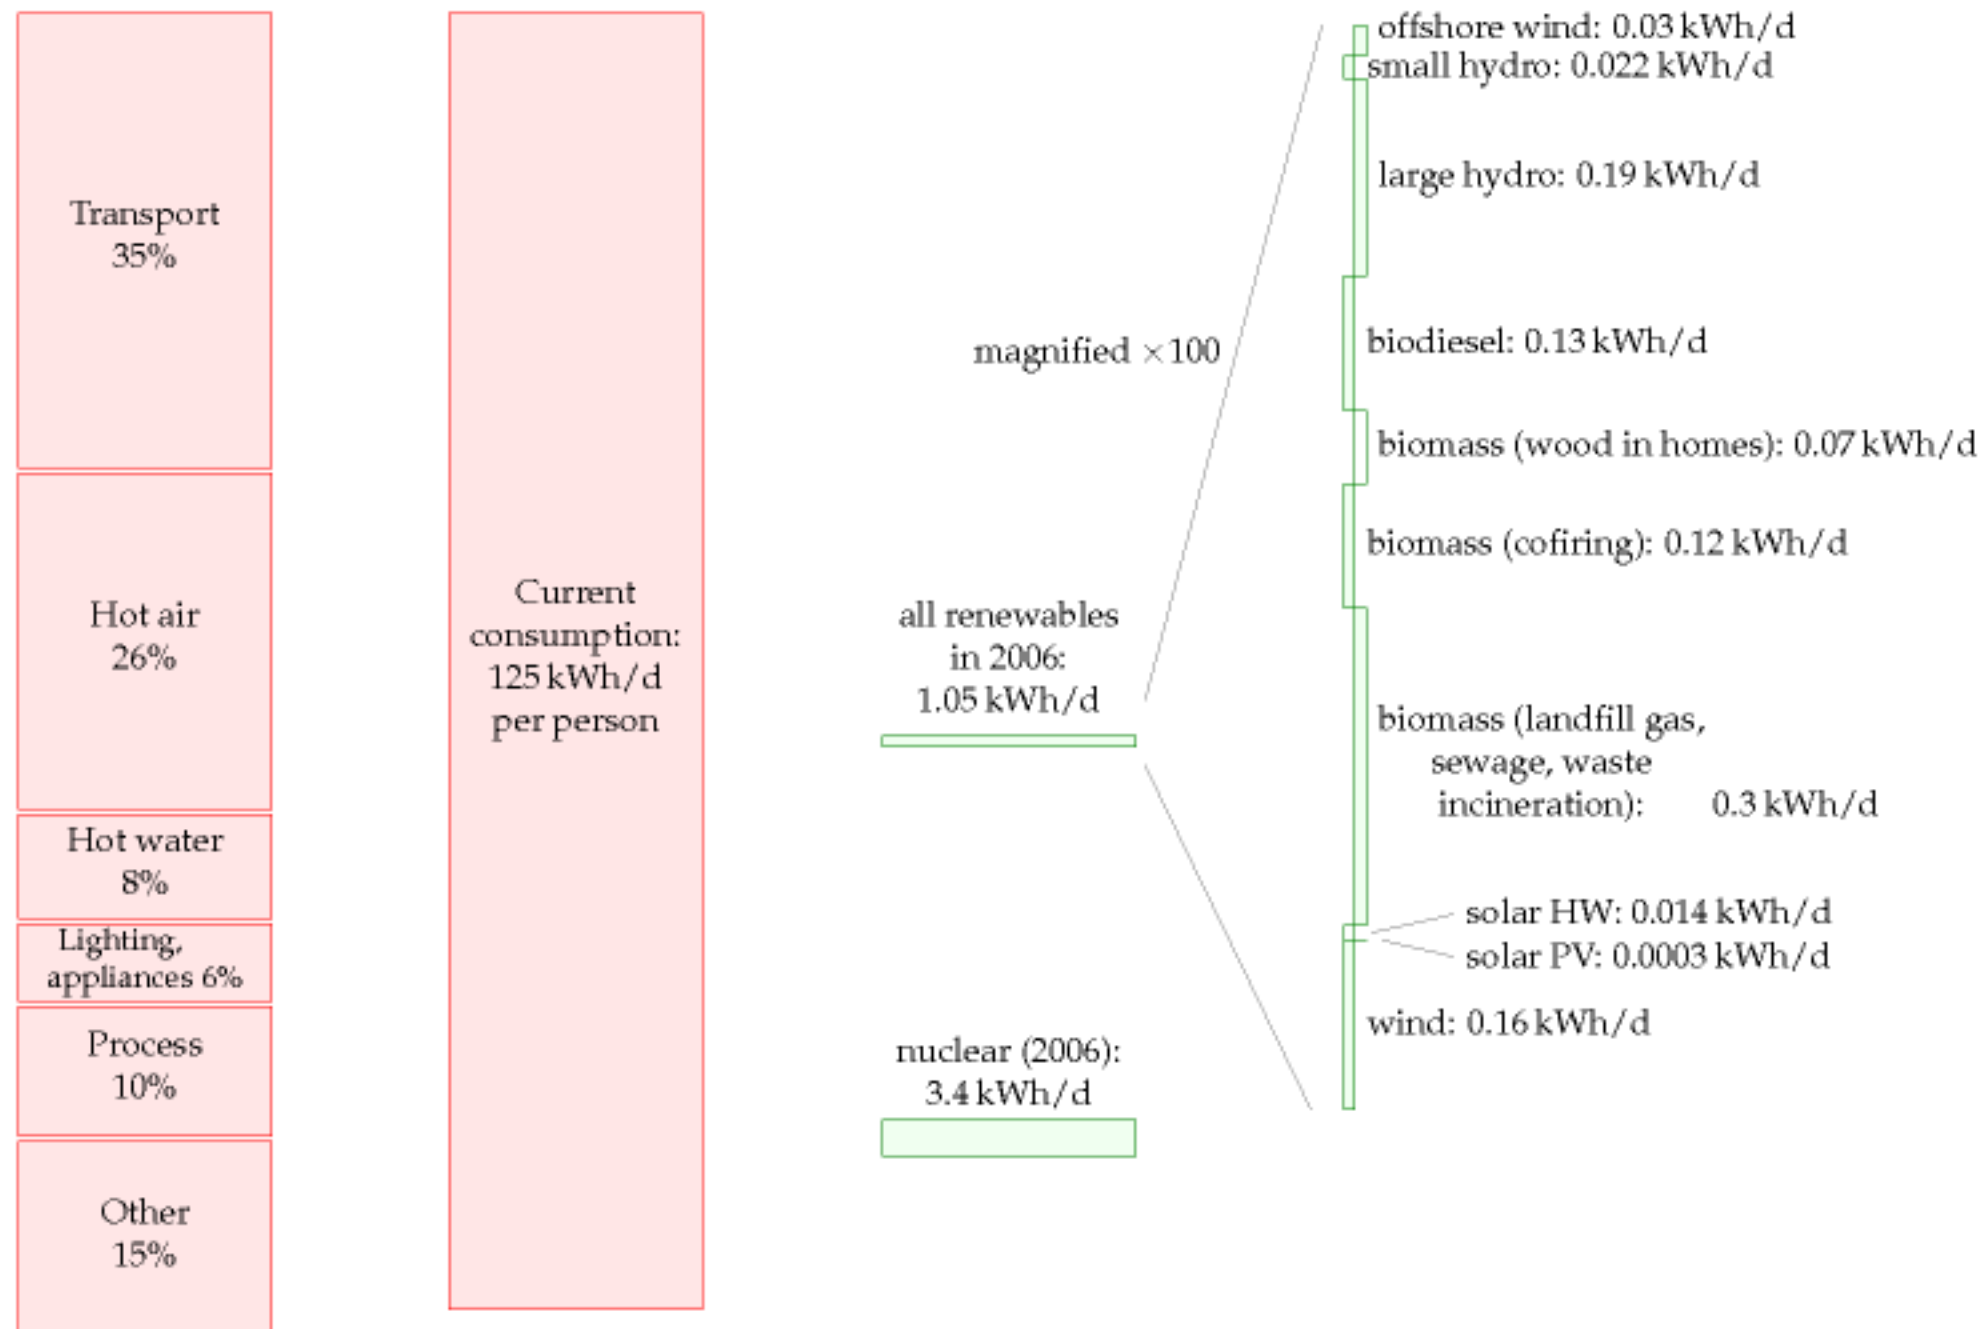 Transport
35%
Hot air
26%
Hot water
8%
Lighting,
appliances 6%
Process
10%
Other
15%
Current
consumption:
125 kWh/d
per person
all renewables
in 2006:
1.05 kWh/d
nuclear (2006):
3.4 kWh/d
magnified ×100
offshore wind: 0.03 kWh/d
small hydro: 0.022 kWh/d
large hydro: 0.19 kWh/d
biodiesel: 0.13 kWh/d
biomass (wood in homes): 0.07 kWh/d
biomass (cofiring): 0.12 kWh/d
biomass (landfill gas,
sewage, waste
incineration): 0.3 kWh/d
solar HW: 0.014 kWh/d
solar PV: 0.0003 kWh/d
wind: 0.16 kWh/d